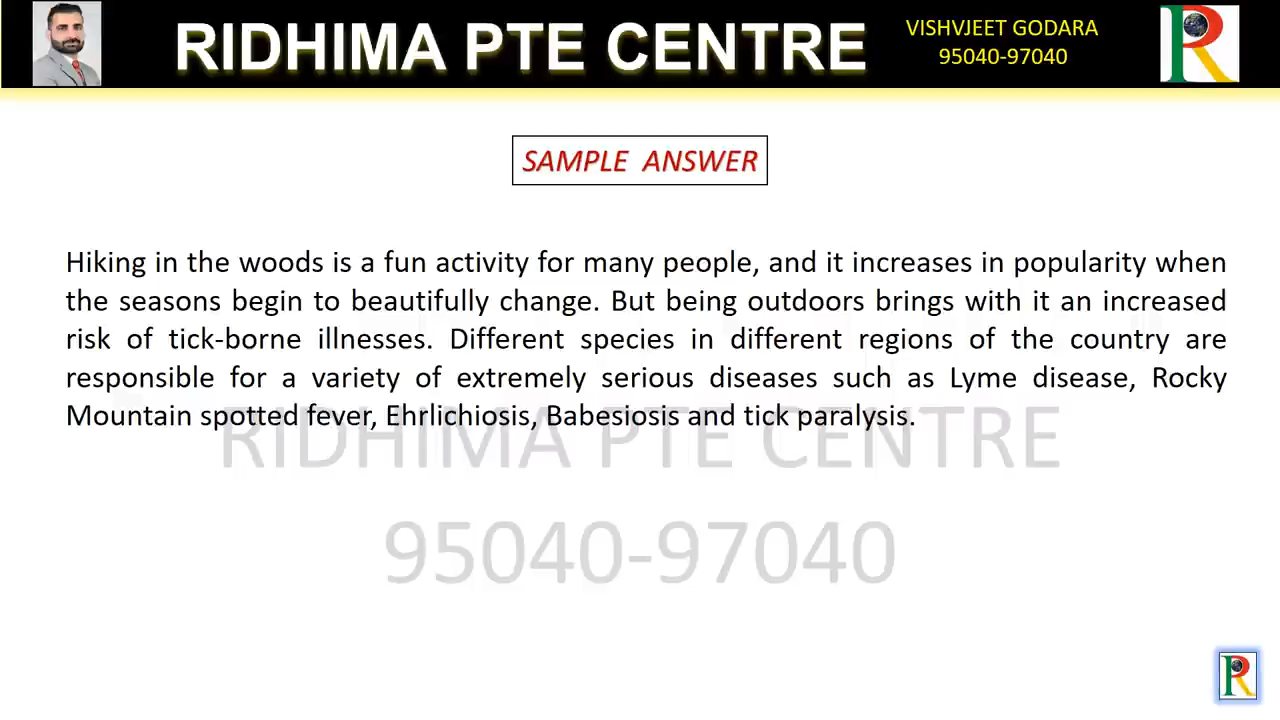 RIDHIMA PTE CENTRE
VISHVJEET GODARA
95040-97040
SAMPLE ANSWER
Hiking in the woods is a fun activity for many people, and it increases in popularity when
the seasons begin to beautifully change. But being outdoors brings with it an increased
risk of tick-borne illnesses. Different species in different regions of the country are
responsible for a variety of extremely serious diseases such as Lyme disease, Rocky
Mountain spotted fever, Ehrlichiosis, Babesiosis and tick paralysis.
RIDHIMA PTE CENTRE
95040-97040